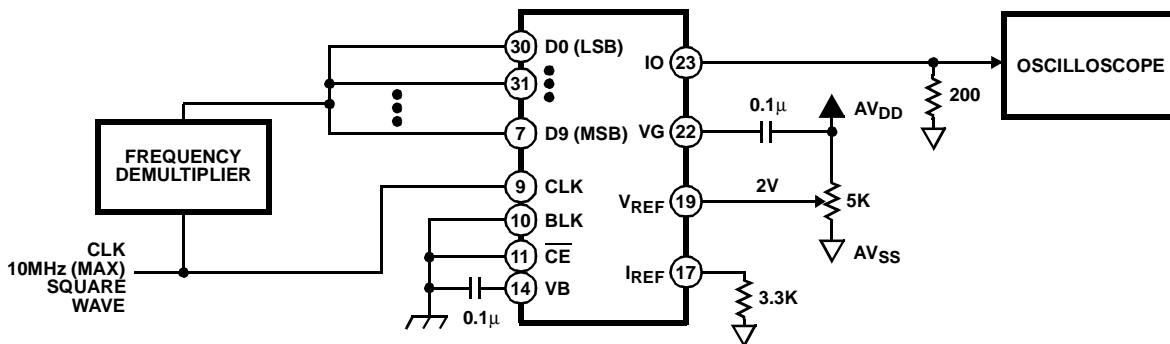 30 D0 (LSB)
31
7 D9 (MSB)
FREQUENCY
DEMULTIPLIER
9 CLK
10 BLK
11 CE
14 VB
0.1μ
CLK
10MHz (MAX)
SQUARE
WAVE
IO 23
VG 22
VREF 19
IREF 17
0.1μ
AVDD
2V
5K
AVSS
3.3K
200
OSCILLOSCOPE